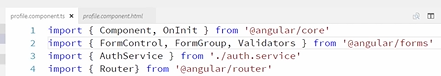 profile.component.ts profile.component.html
1 import { Component, OnInit } from '@angular/core'
2 import { FormControl, FormGroup, Validators } from '@angular/forms'
3 import { AuthService } from './auth.service'
4 import { Router} from '@angular/router'